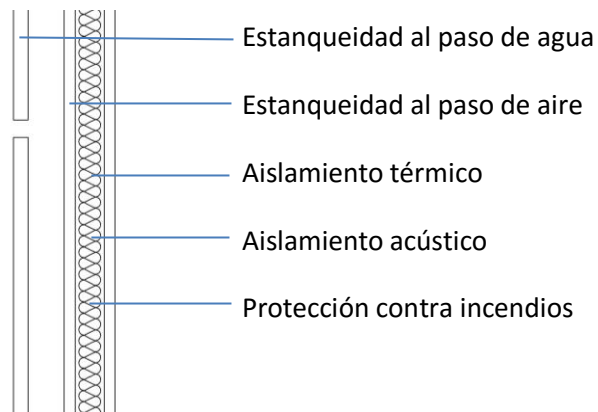 Estanqueidad al paso de agua
Estanqueidad al paso de aire
Aislamiento térmico
Aislamiento acústico
Protección contra incendios